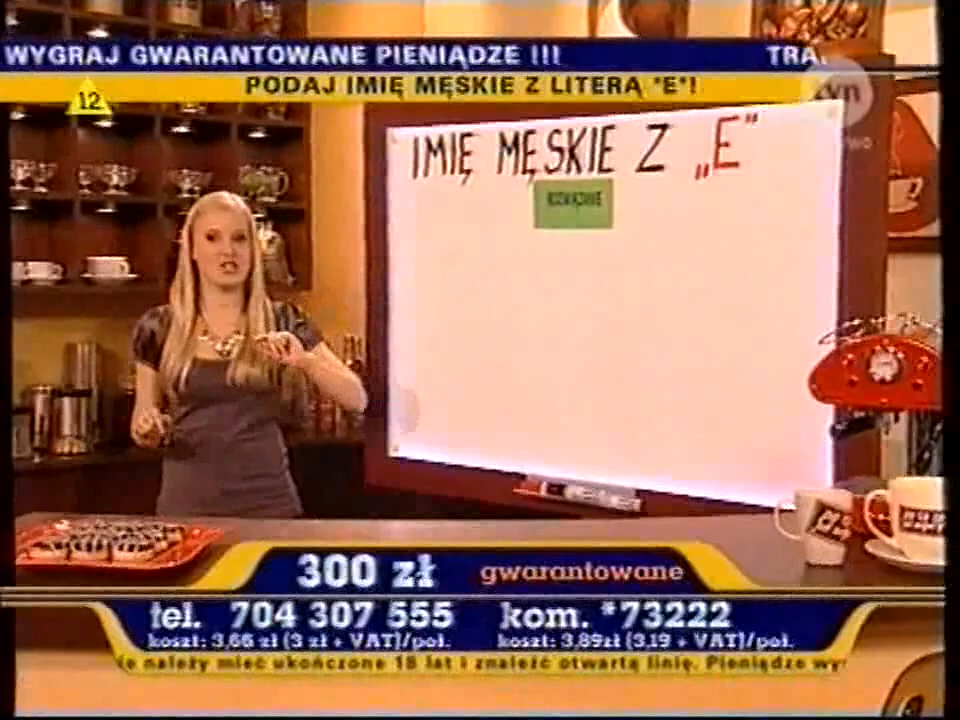 WYGRAJ GWARANTOWANE PIENIĄDZE !!! TRA
PODAJ IMIĘ MĘSKIE Z LITERĄ "E"!
12
IMIĘ MĘSKIE Z „E”
300 zł gwarantowane
tel. 704 307 555 kom. *73222
koszt: 3,66 zł (3 zł + VAT)/poł. koszt: 3,89zł (3,19 + VAT)/poł.
należy mieć ukończone 18 lat i znaleźć otwartą linię. Pieniądze wy